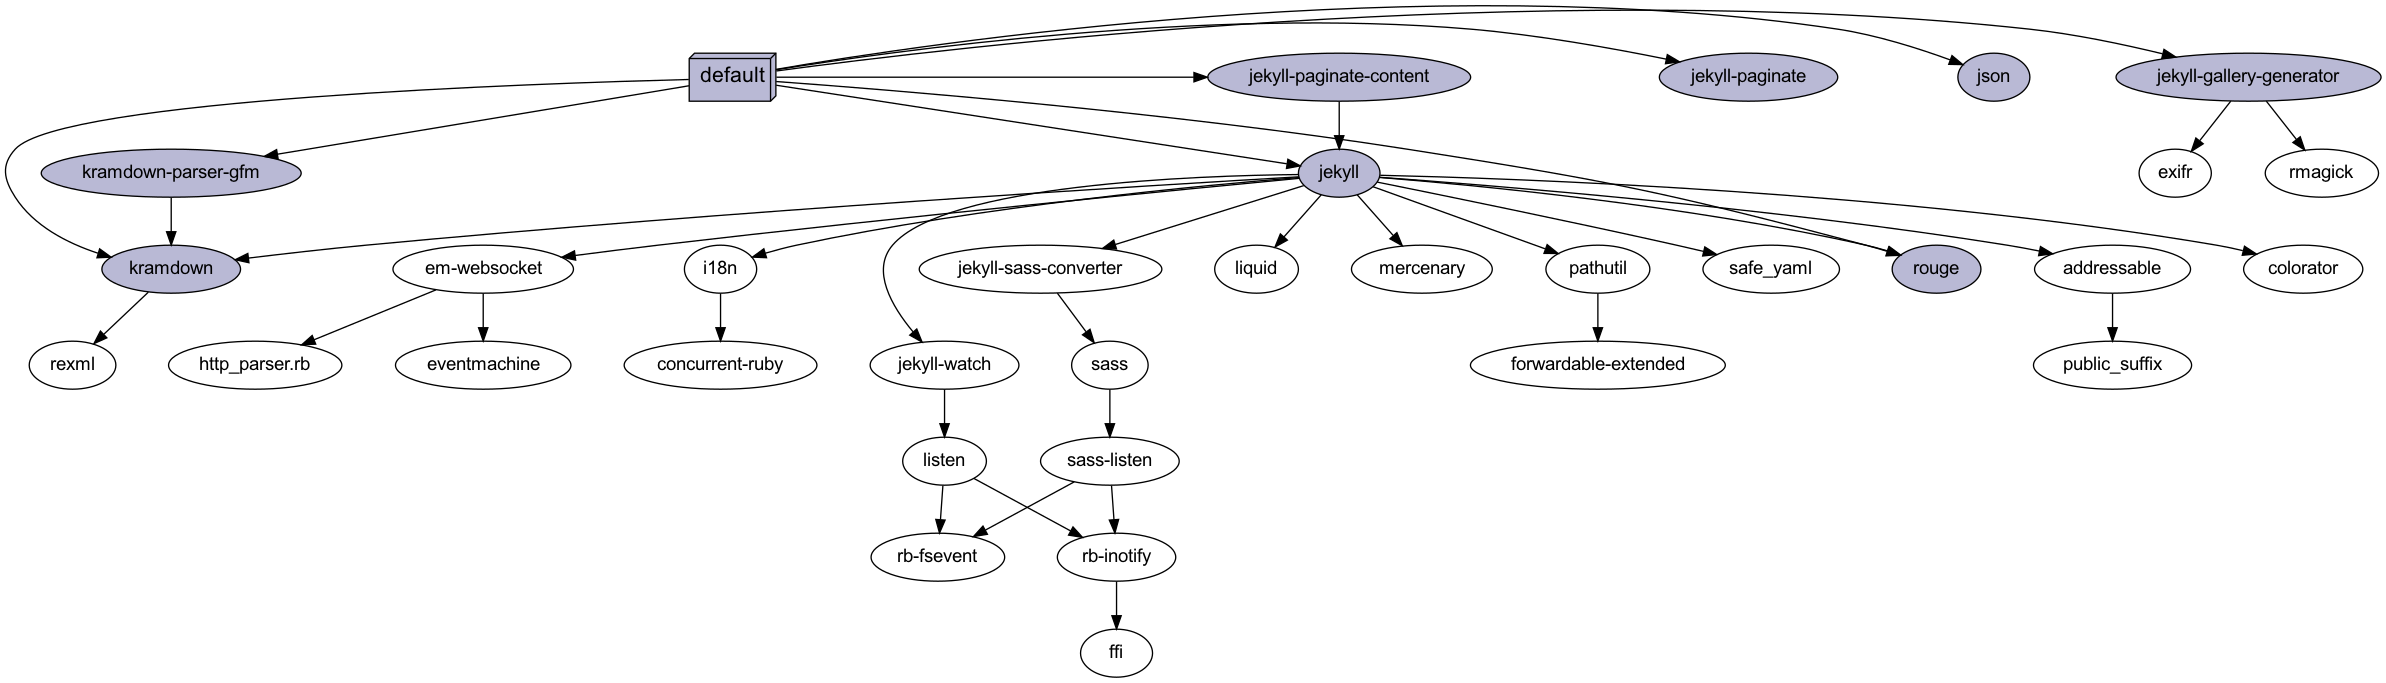 default
jekyll-paginate-content
jekyll-paginate
json
jekyll-gallery-generator
kramdown-parser-gfm
jekyll
exifr
rmagick
kramdown
em-websocket
i18n
jekyll-sass-converter
liquid
mercenary
pathutil
safe_yaml
rouge
addressable
colorator
rexml
http_parser.rb
eventmachine
concurrent-ruby
jekyll-watch
sass
forwardable-extended
public_suffix
listen
sass-listen
rb-fsevent
rb-inotify
ffi